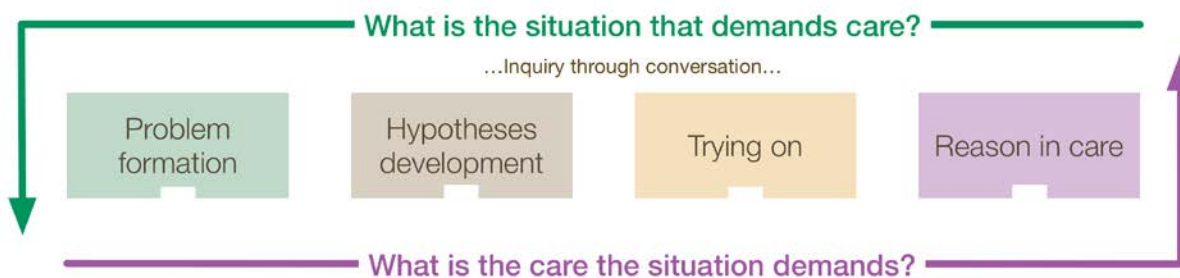 What is the situation that demands care?
...Inquiry through conversation...
Problem
formation
Hypotheses
development
Trying on
Reason in care
What is the care the situation demands?